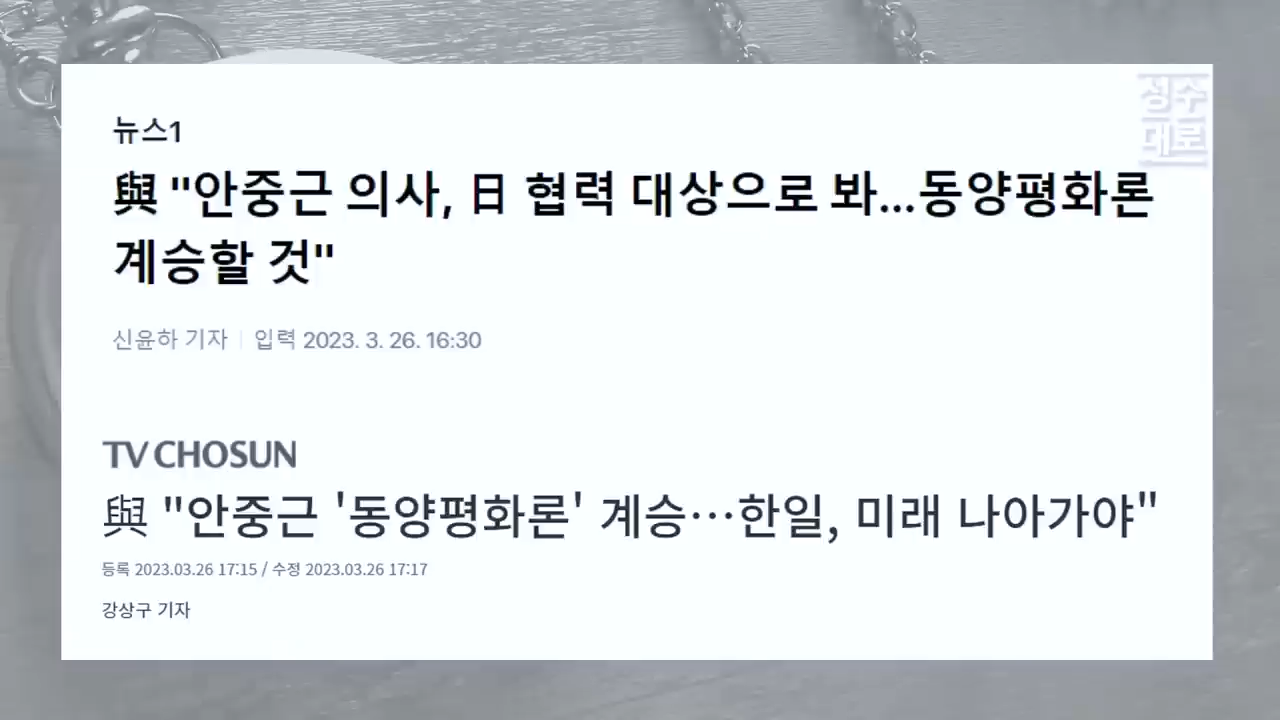 성수
대로
뉴스1
與 "안중근 의사, 日 협력 대상으로 봐...동양평화론
계승할 것"
신윤하 기자 | 입력 2023. 3. 26. 16:30
TV CHOSUN
與 "안중근 '동양평화론' 계승…한일, 미래 나아가야"
등록 2023.03.26 17:15 / 수정 2023.03.26 17:17
강상구 기자